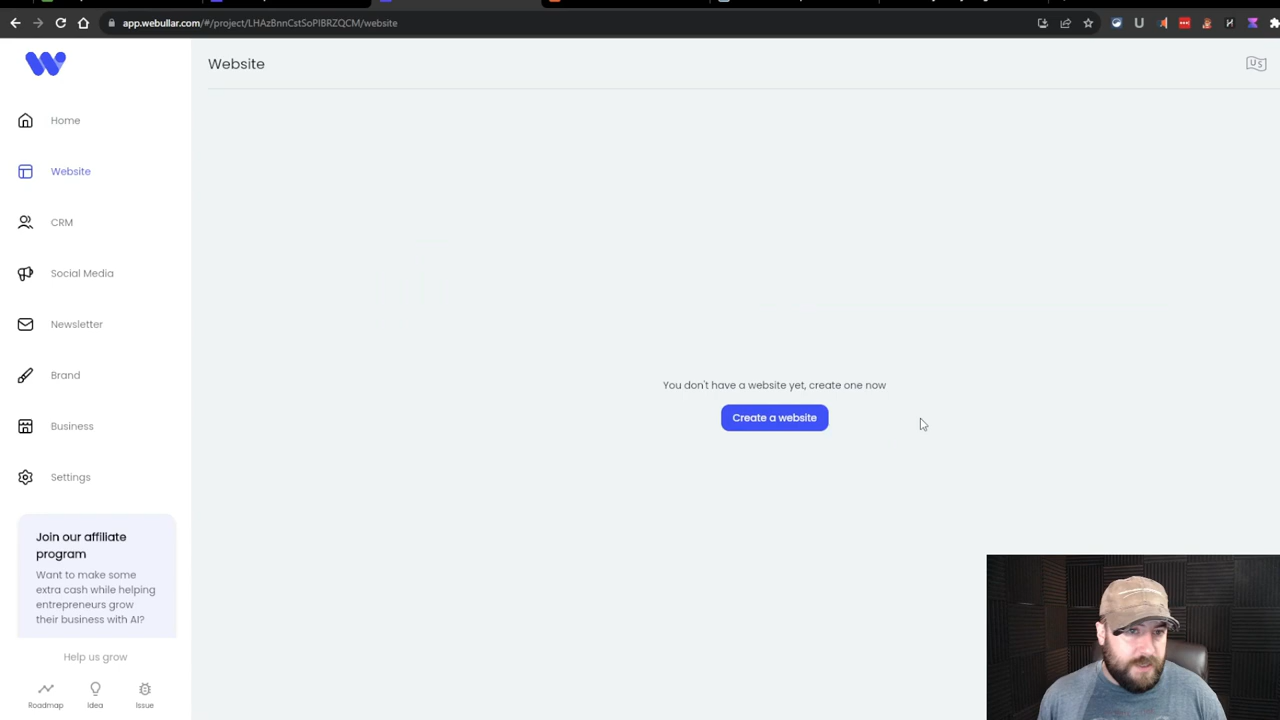 app.webullar.com/#/project/LHAzBnnCstSoPIBRZQCM/website
Website
US
Home
Website
CRM
Social Media
Newsletter
Brand
Business
Settings
You don't have a website yet, create one now
Create a website
Join our affiliate
program
Want to make some
extra cash while helping
entrepreneurs grow
their business with AI?
Help us grow
Roadmap
Idea
Issue